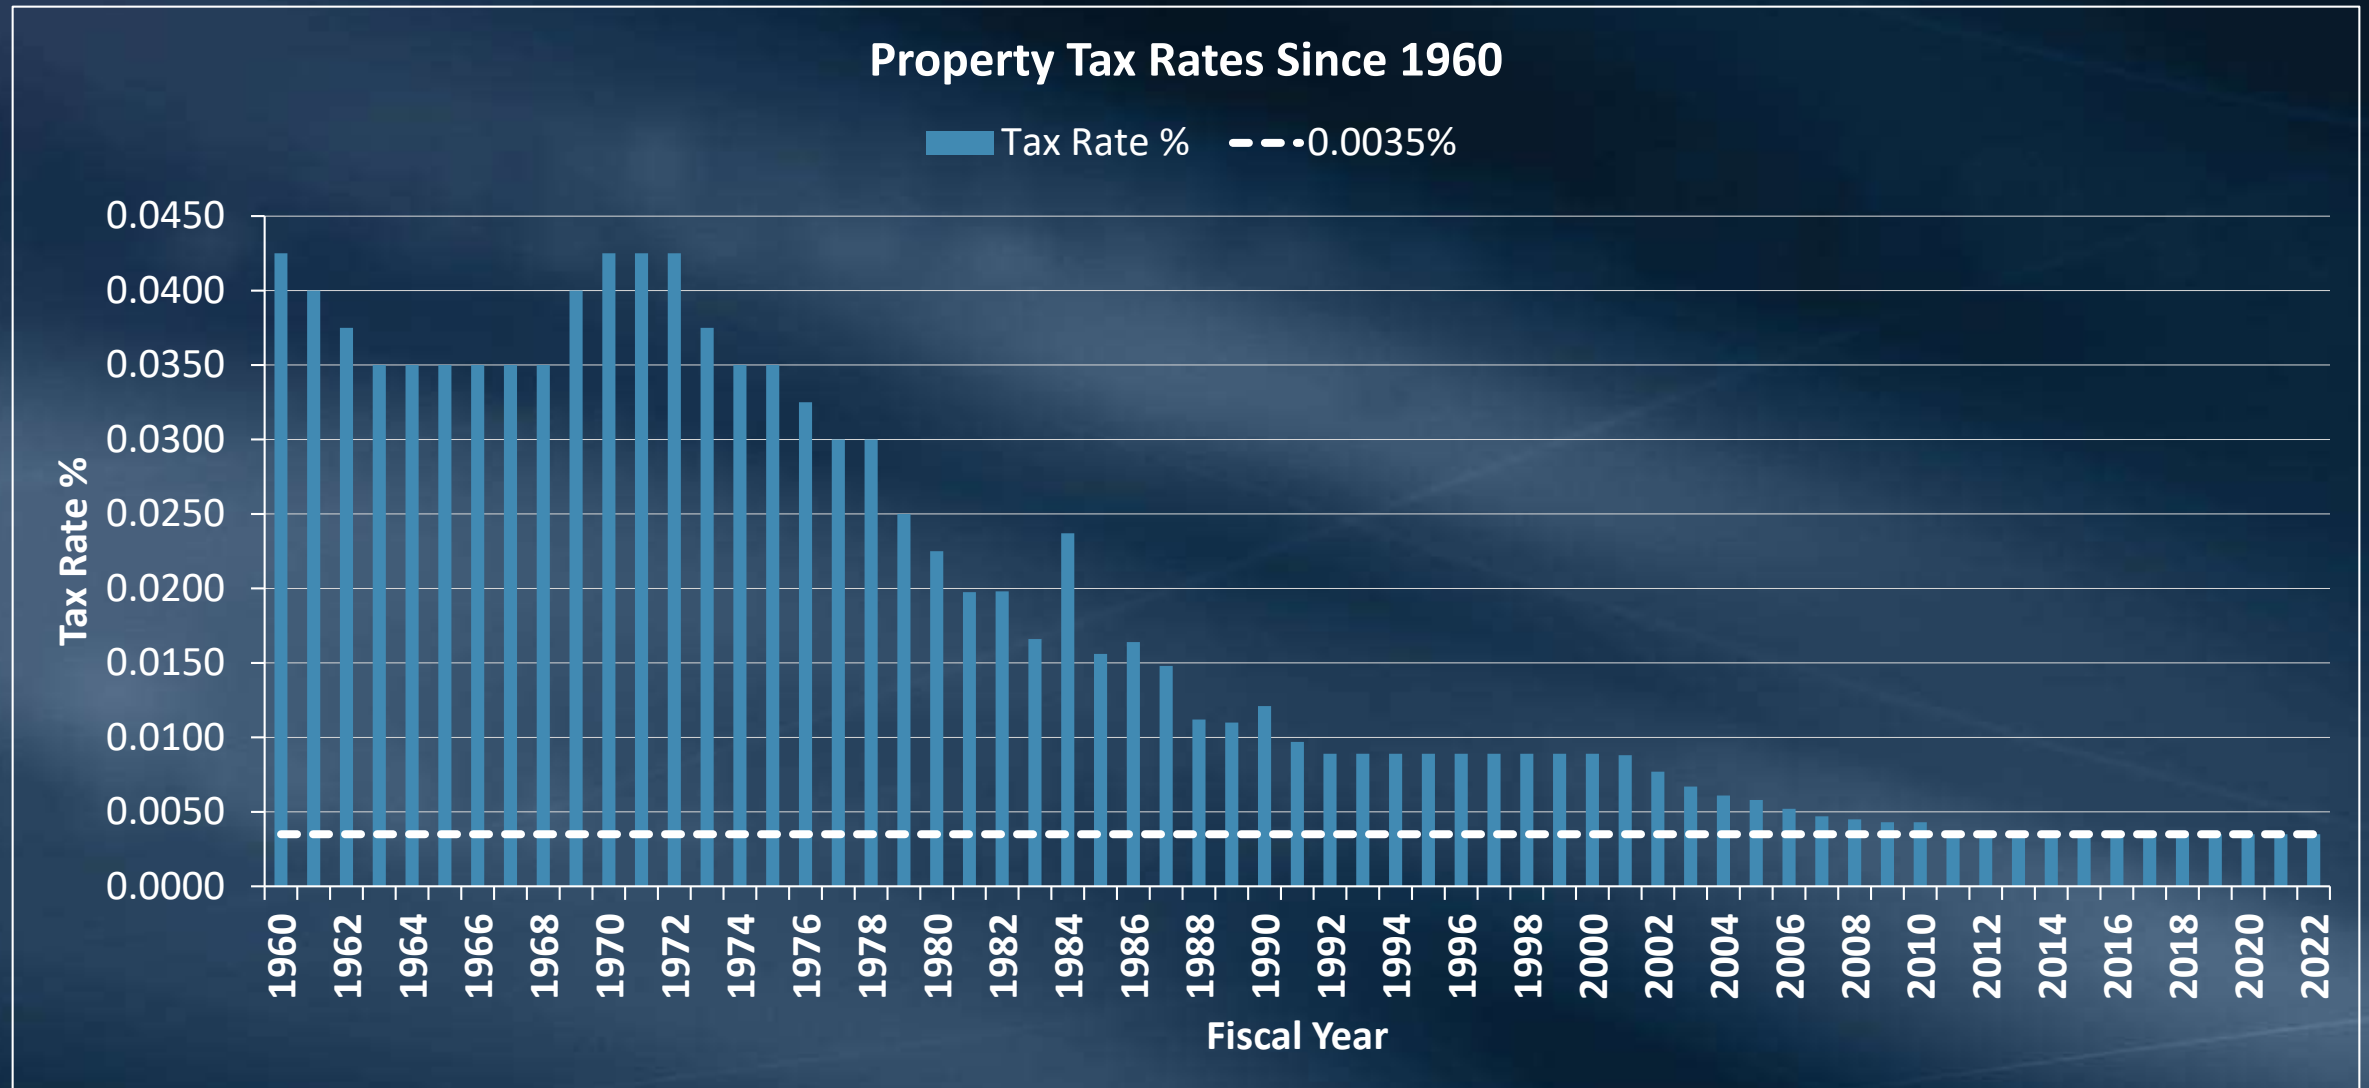 Property Tax Rates Since 1960
Tax Rate % 0.0035%
0.0450
0.0400
0.0350
0.0300
0.0250
0.0200
0.0150
0.0100
0.0050
0.0000
Tax Rate %
1960 1962 1964 1966 1968 1970 1972 1974 1976 1978 1980 1982 1984 1986 1988 1990 1992 1994 1996 1998 2000 2002 2004 2006 2008 2010 2012 2014 2016 2018 2020 2022
Fiscal Year